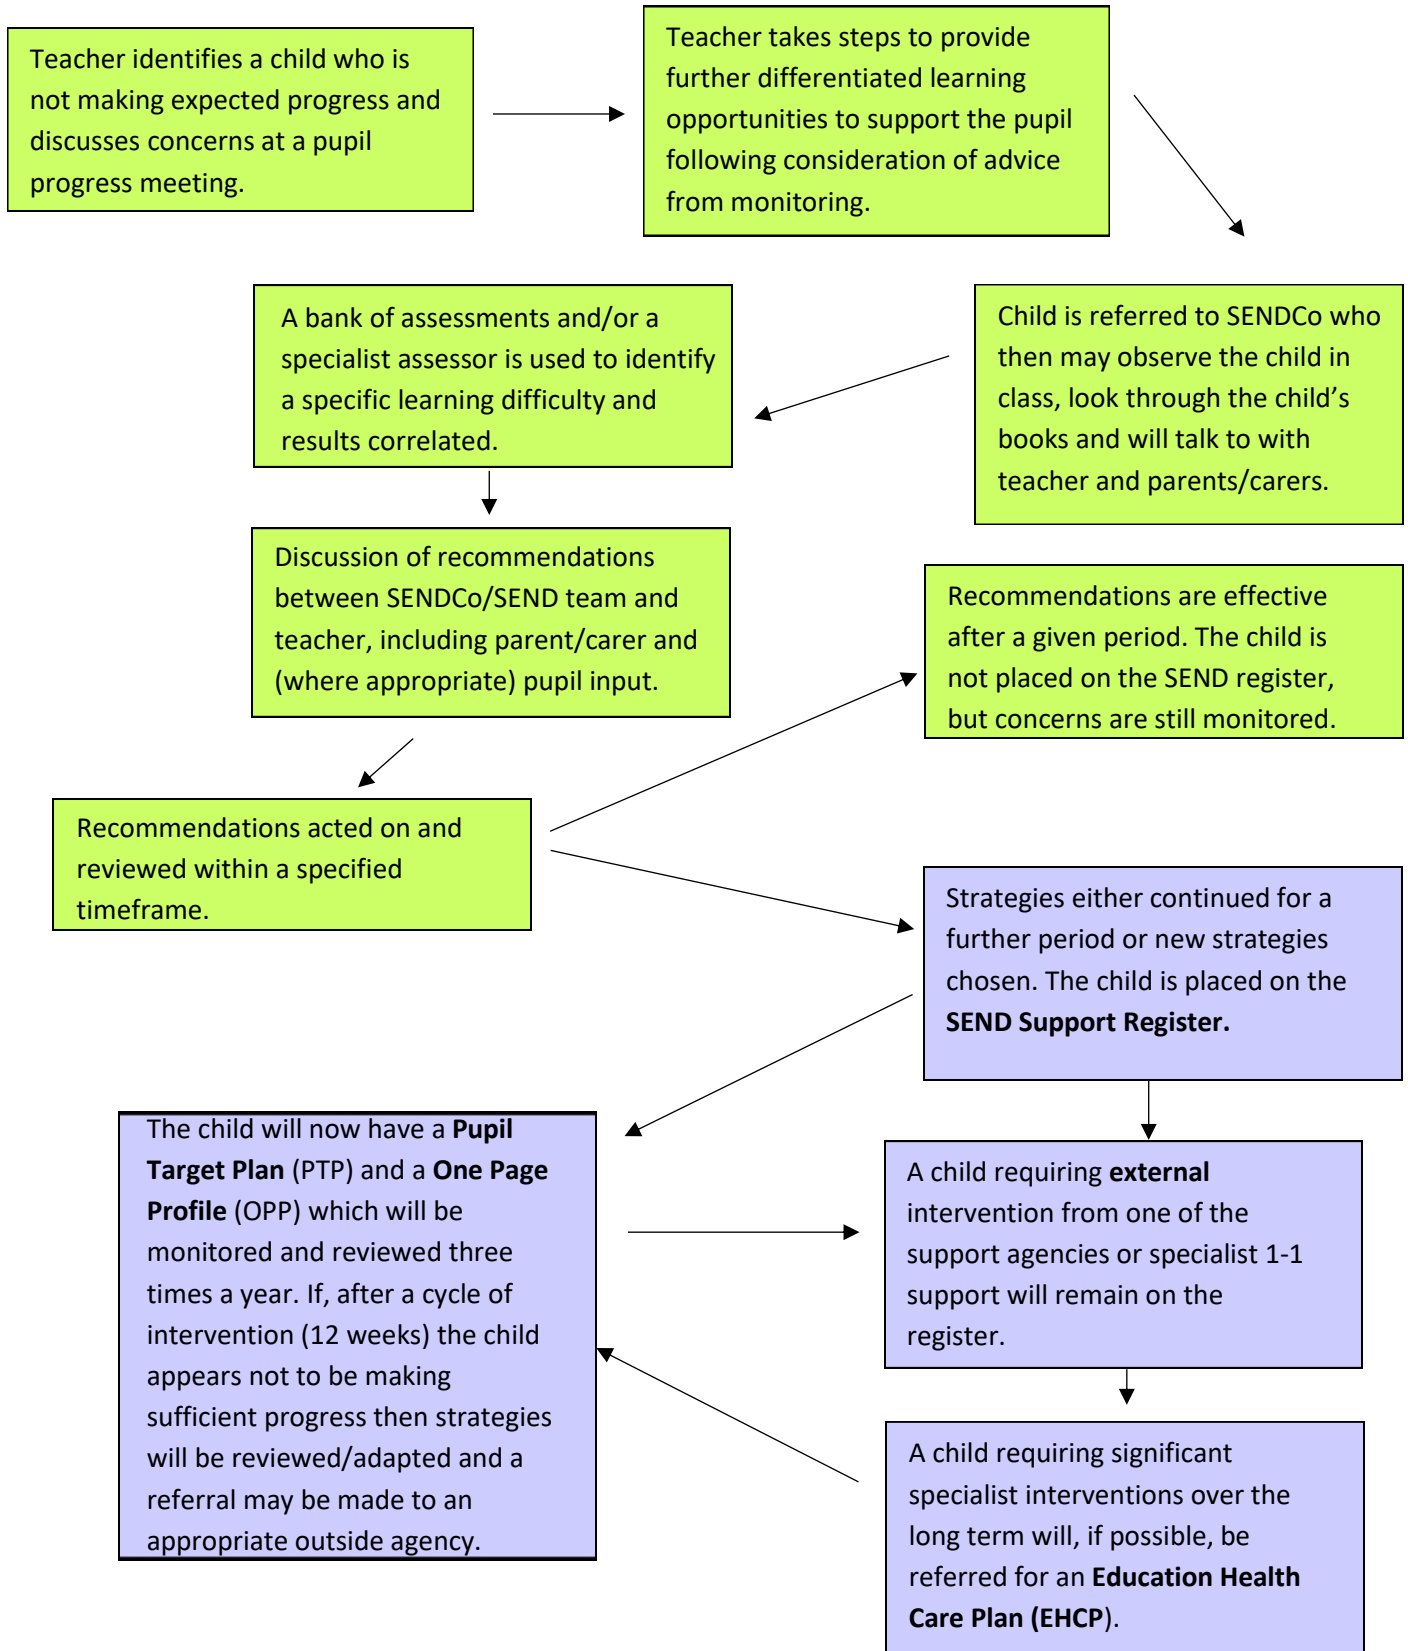 Teacher identifies a child who is
not making expected progress and
discusses concerns at a pupil
progress meeting.
Teacher takes steps to provide
further differentiated learning
opportunities to support the pupil
following consideration of advice
from monitoring.
Child is referred to SENDCo who
then may observe the child in
class, look through the child’s
books and will talk to with
teacher and parents/carers.
A bank of assessments and/or a
specialist assessor is used to identify
a specific learning difficulty and
results correlated.
Discussion of recommendations
between SENDCo/SEND team and
teacher, including parent/carer and
(where appropriate) pupil input.
Recommendations acted on and
reviewed within a specified
timeframe.
Recommendations are effective
after a given period. The child is
not placed on the SEND register,
but concerns are still monitored.
Strategies either continued for a
further period or new strategies
chosen. The child is placed on the
SEND Support Register.
The child will now have a Pupil
Target Plan (PTP) and a One Page
Profile (OPP) which will be
monitored and reviewed three
times a year. If, after a cycle of
intervention (12 weeks) the child
appears not to be making
sufficient progress then strategies
will be reviewed/adapted and a
referral may be made to an
appropriate outside agency.
A child requiring external
intervention from one of the
support agencies or specialist 1-1
support will remain on the
register.
A child requiring significant
specialist interventions over the
long term will, if possible, be
referred for an Education Health
Care Plan (EHCP).